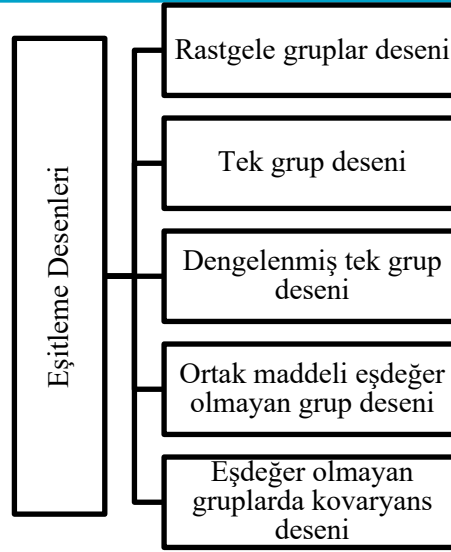 Eşitleme Desenleri
Rastgele gruplar deseni
Tek grup deseni
Dengelenmiş tek grup
deseni
Ortak maddeli eşdeğer
olmayan grup deseni
Eşdeğer olmayan
gruplarda kovaryans
deseni